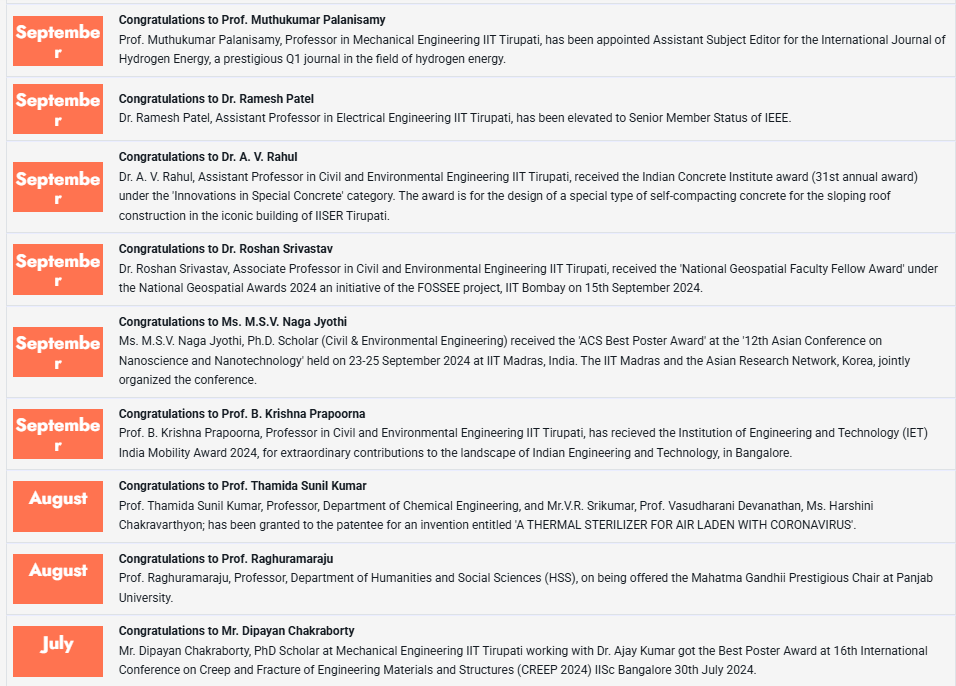 Septembe
r
Congratulations to Prof. Muthukumar Palanisamy
Prof. Muthukumar Palanisamy, Professor in Mechanical Engineering IIT Tirupati, has been appointed Assistant Subject Editor for the International Journal of
Hydrogen Energy, a prestigious Q1 journal in the field of hydrogen energy.
Septembe
r
Congratulations to Dr. Ramesh Patel
Dr. Ramesh Patel, Assistant Professor in Electrical Engineering IIT Tirupati, has been elevated to Senior Member Status of IEEE.
Septembe
r
Congratulations to Dr. A. V. Rahul
Dr. A. V. Rahul, Assistant Professor in Civil and Environmental Engineering IIT Tirupati, received the Indian Concrete Institute award (31st annual award)
under the 'Innovations in Special Concrete' category. The award is for the design of a special type of self-compacting concrete for the sloping roof
construction in the iconic building of IISER Tirupati.
Septembe
r
Congratulations to Dr. Roshan Srivastav
Dr. Roshan Srivastav, Associate Professor in Civil and Environmental Engineering IIT Tirupati, received the 'National Geospatial Faculty Fellow Award' under
the National Geospatial Awards 2024 an initiative of the FOSSEE project, IIT Bombay on 15th September 2024.
Septembe
r
Congratulations to Ms. M.S.V. Naga Jyothi
Ms. M.S.V. Naga Jyothi, Ph.D. Scholar (Civil & Environmental Engineering) received the 'ACS Best Poster Award' at the '12th Asian Conference on
Nanoscience and Nanotechnology' held on 23-25 September 2024 at IIT Madras, India. The IIT Madras and the Asian Research Network, Korea, jointly
organized the conference.
Septembe
r
Congratulations to Prof. B. Krishna Prapoorna
Prof. B. Krishna Prapoorna, Professor in Civil and Environmental Engineering IIT Tirupati, has recieved the Institution of Engineering and Technology (IET)
India Mobility Award 2024, for extraordinary contributions to the landscape of Indian Engineering and Technology, in Bangalore.
August
Congratulations to Prof. Thamida Sunil Kumar
Prof. Thamida Sunil Kumar, Professor, Department of Chemical Engineering, and Mr.V.R. Srikumar, Prof. Vasudharani Devanathan, Ms. Harshini
Chakravarthyon; has been granted to the patentee for an invention entitled 'A THERMAL STERILIZER FOR AIR LADEN WITH CORONAVIRUS'.
August
Congratulations to Prof. Raghuramaraju
Prof. Raghuramaraju, Professor, Department of Humanities and Social Sciences (HSS), on being offered the Mahatma Gandhii Prestigious Chair at Panjab
University.
July
Congratulations to Mr. Dipayan Chakraborty
Mr. Dipayan Chakraborty, PhD Scholar at Mechanical Engineering IIT Tirupati working with Dr. Ajay Kumar got the Best Poster Award at 16th International
Conference on Creep and Fracture of Engineering Materials and Structures (CREEP 2024) IISc Bangalore 30th July 2024.